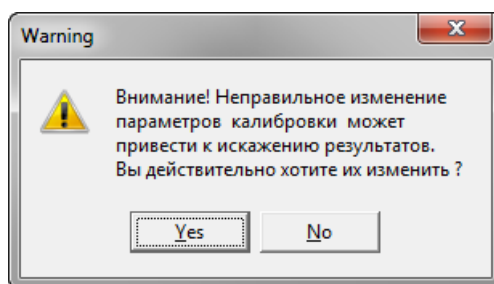 Warning
Внимание! Неправильное изменение
параметров калибровки может
привести к искажению результатов.
Вы действительно хотите их изменить ?
Yes
No